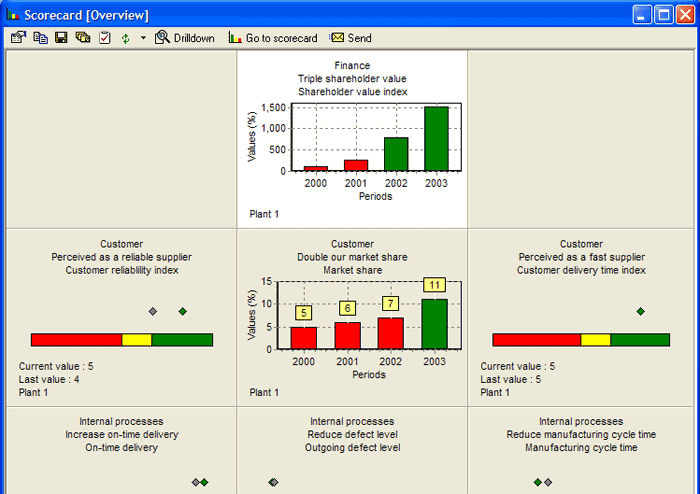 Scorecard [Overview]
Drilldown Go to scorecard Send
Finance
Triple shareholder value
Shareholder value index
Values (%)
1,500
1,000
500
0
2000 2001 2002 2003
Periods
Plant 1
Customer
Perceived as a reliable supplier
Customer reliablility index
Current value : 5
Last value : 4
Plant 1
Customer
Double our market share
Market share
Values (%)
15
10
5
0
5 6 7 11
2000 2001 2002 2003
Periods
Plant 1
Customer
Perceived as a fast supplier
Customer delivery time index
Current value : 5
Last value : 5
Plant 1
Internal processes
Increase on-time delivery
On-time delivery
Internal processes
Reduce defect level
Outgoing defect level
Internal processes
Reduce manufacturing cycle time
Manufacturing cycle time